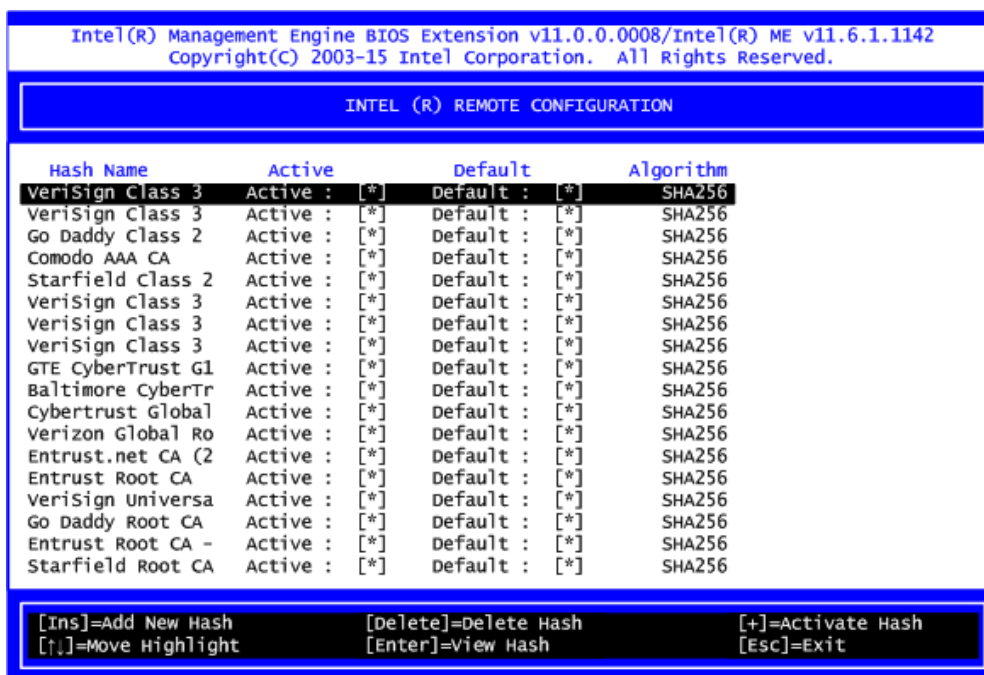 Intel(R) Management Engine BIOS Extension v11.0.0.0008/Intel(R) ME v11.6.1.1142
Copyright(C) 2003-15 Intel Corporation. All Rights Reserved.
INTEL (R) REMOTE CONFIGURATION
Hash Name Active Default Algorithm
VeriSign Class 3 Active : [*] Default : [*] SHA256
VeriSign Class 3 Active : [*] Default : [*] SHA256
Go Daddy Class 2 Active : [*] Default : [*] SHA256
Comodo AAA CA Active : [*] Default : [*] SHA256
Starfield Class 2 Active : [*] Default : [*] SHA256
VeriSign Class 3 Active : [*] Default : [*] SHA256
VeriSign Class 3 Active : [*] Default : [*] SHA256
VeriSign Class 3 Active : [*] Default : [*] SHA256
GTE CyberTrust G1 Active : [*] Default : [*] SHA256
Baltimore CyberTr Active : [*] Default : [*] SHA256
Cybertrust Global Active : [*] Default : [*] SHA256
Verizon Global Ro Active : [*] Default : [*] SHA256
Entrust.net CA (2 Active : [*] Default : [*] SHA256
Entrust Root CA Active : [*] Default : [*] SHA256
VeriSign Universa Active : [*] Default : [*] SHA256
Go Daddy Root CA Active : [*] Default : [*] SHA256
Entrust Root CA - Active : [*] Default : [*] SHA256
Starfield Root CA Active : [*] Default : [*] SHA256
[Ins]=Add New Hash [Delete]=Delete Hash [+]=Activate Hash
[↑↓]=Move Highlight [Enter]=View Hash [Esc]=Exit